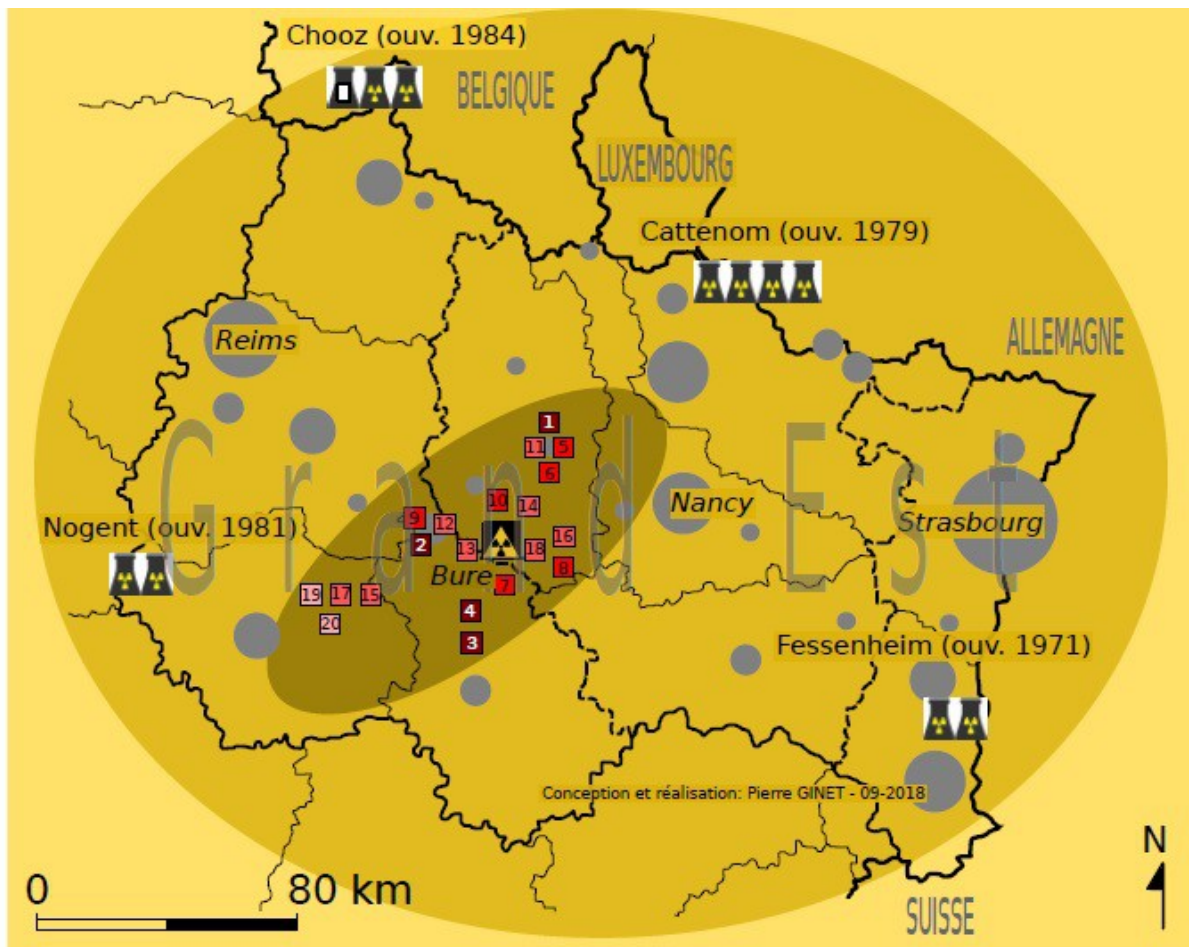 Chooz (ouv. 1984)
BELGIQUE
LUXEMBOURG
Cattenom (ouv. 1979)
ALLEMAGNE
Reims
Grand Est
1
11
5
6
10
14
9
12
2
13
18
16
8
7
Bure
Nancy
Strasbourg
Nogent (ouv. 1981)
19
17
15
20
4
3
Fessenheim (ouv. 1971)
Conception et réalisation: Pierre GINET - 09-2018
0
80 km
N
SUISSE